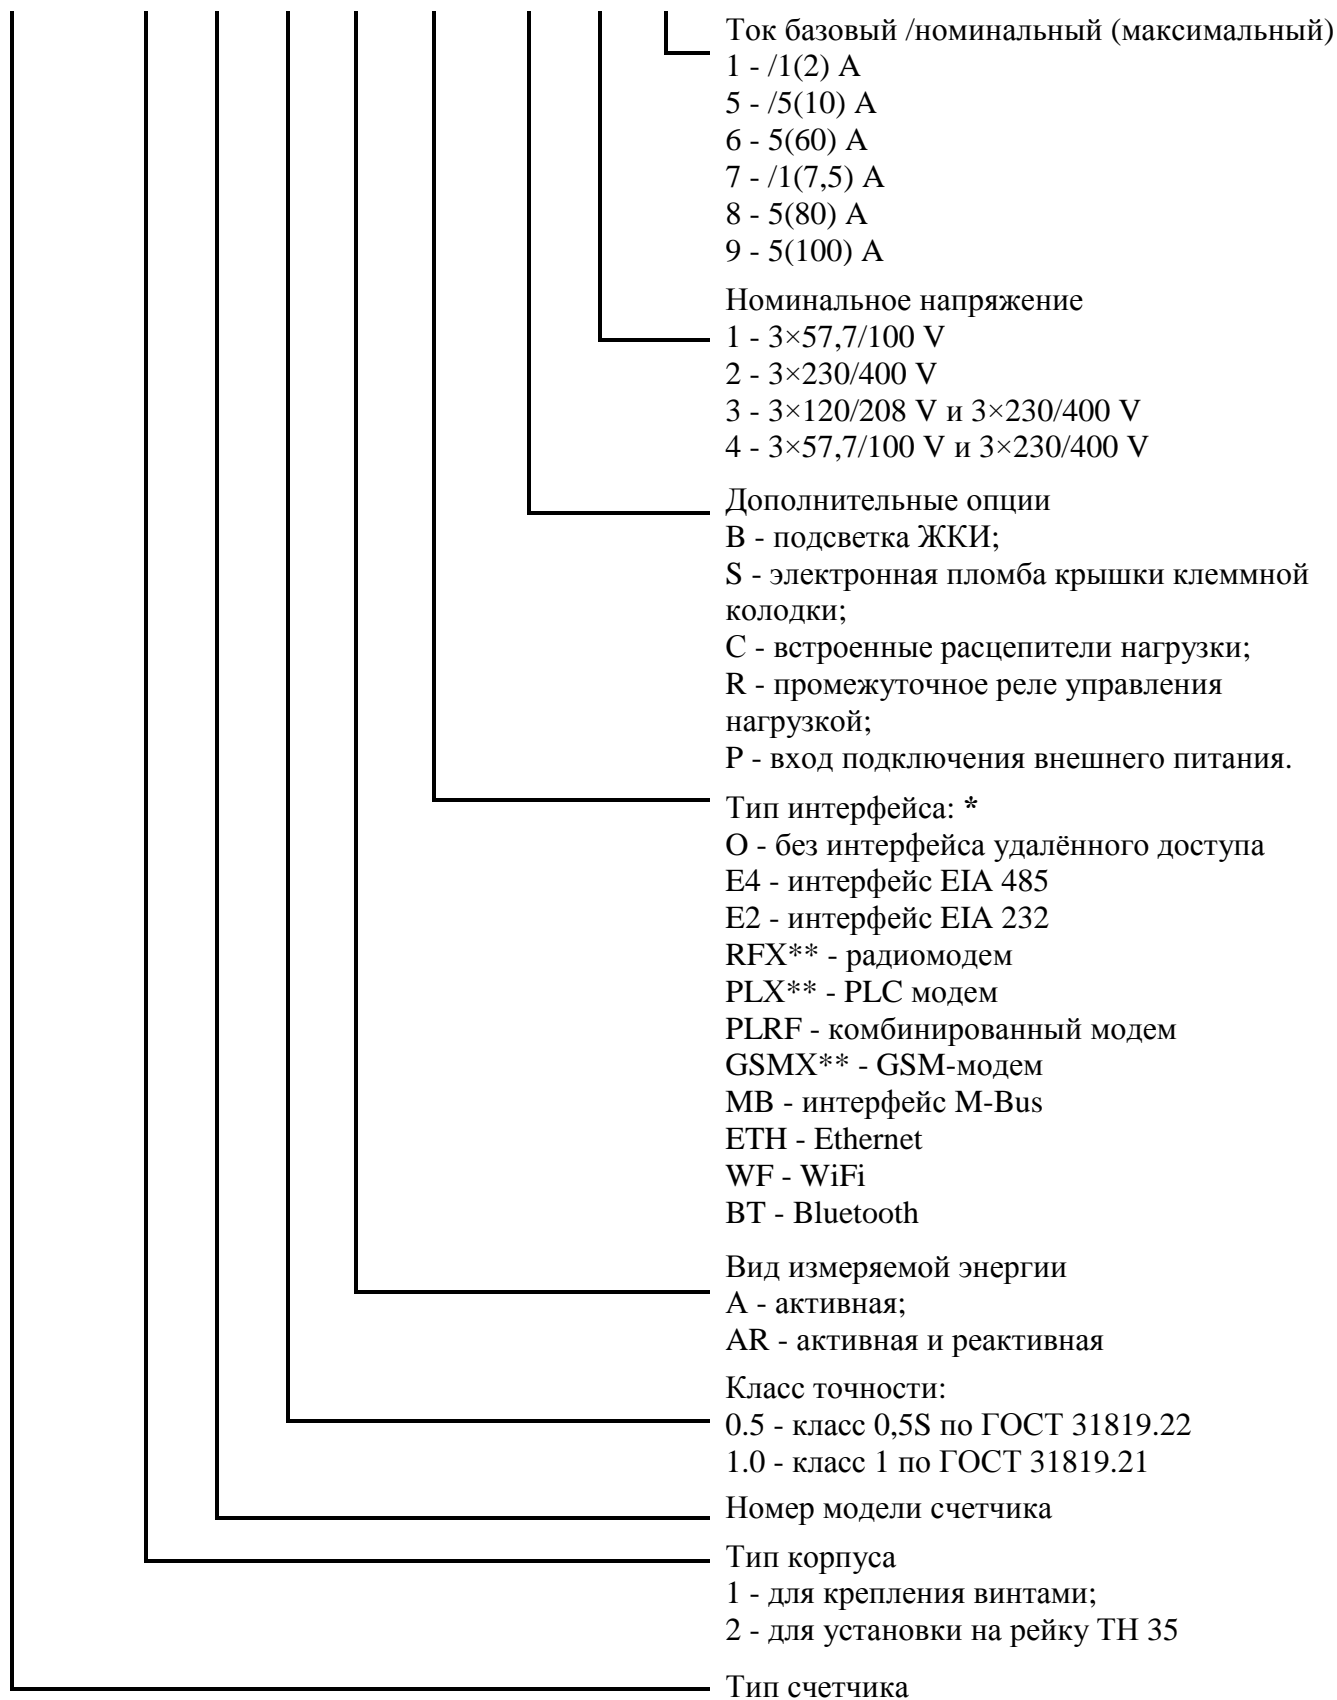 Ток базовый /номинальный (максимальный)
1 - /1(2) А
5 - /5(10) А
6 - 5(60) А
7 - /1(7,5) А
8 - 5(80) А
9 - 5(100) А
Номинальное напряжение
1 - 3×57,7/100 V
2 - 3×230/400 V
3 - 3×120/208 V и 3×230/400 V
4 - 3×57,7/100 V и 3×230/400 V
Дополнительные опции
B - подсветка ЖКИ;
S - электронная пломба крышки клеммной
колодки;
C - встроенные расцепители нагрузки;
R - промежуточное реле управления
нагрузкой;
P - вход подключения внешнего питания.
Тип интерфейса: *
O - без интерфейса удалённого доступа
E4 - интерфейс EIA 485
E2 - интерфейс EIA 232
RFX** - радиомодем
PLX** - PLC модем
PLRF - комбинированный модем
GSMX** - GSM-модем
MB - интерфейс M-Bus
ETH - Ethernet
WF - WiFi
BT - Bluetooth
Вид измеряемой энергии
A - активная;
AR - активная и реактивная
Класс точности:
0.5 - класс 0,5S по ГОСТ 31819.22
1.0 - класс 1 по ГОСТ 31819.21
Номер модели счетчика
Тип корпуса
1 - для крепления винтами;
2 - для установки на рейку ТН 35
Тип счетчика